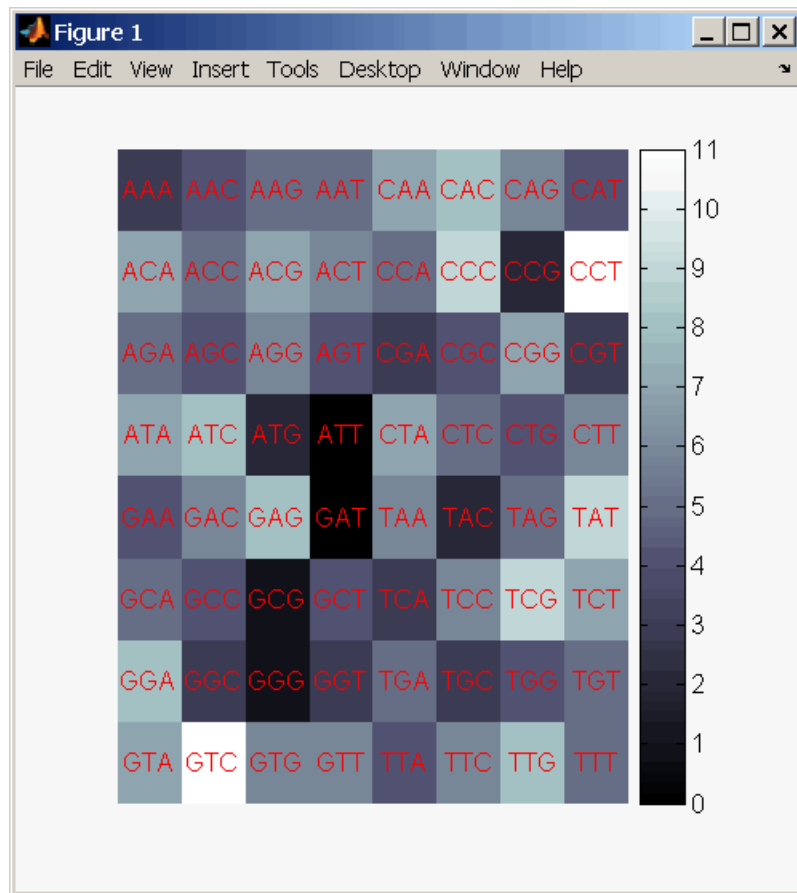 Figure 1
File Edit View Insert Tools Desktop Window Help
11
AAA AAC AAG AAT CAA CAC CAG CAT
10
ACA ACC ACG ACT CCA CCC CCG CCT
9
8
AGA AGC AGG AGT CGA CGC CGG CGT
7
ATA ATC ATG ATT CTA CTC CTG CTT
6
5
GAA GAC GAG GAT TAA TAC TAG TAT
4
GCA GCC GCG GCT TCA TCC TCG TCT
3
GGA GGC GGG GGT TGA TGC TGG TGT
2
1
GTA GTC GTG GTT TTA TTC TTG TTT
0